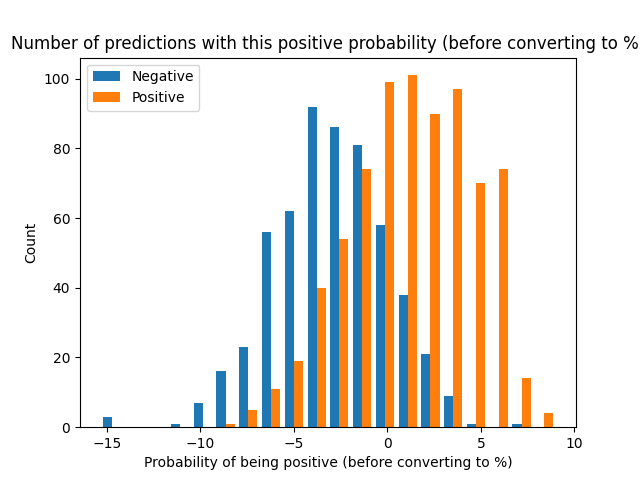 Number of predictions with this positive probability (before converting to %
Negative
Positive
100
80
60
40
20
0
Count
−15
−10
−5
0
5
10
Probability of being positive (before converting to %)